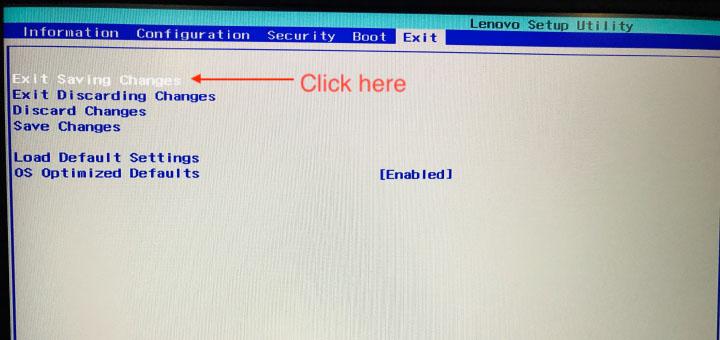 Lenovo Setup Utility
Information Configuration Security Boot Exit
Exit Saving Changes Click here
Exit Discarding Changes
Discard Changes
Save Changes
Load Default Settings
OS Optimized Defaults [Enabled]